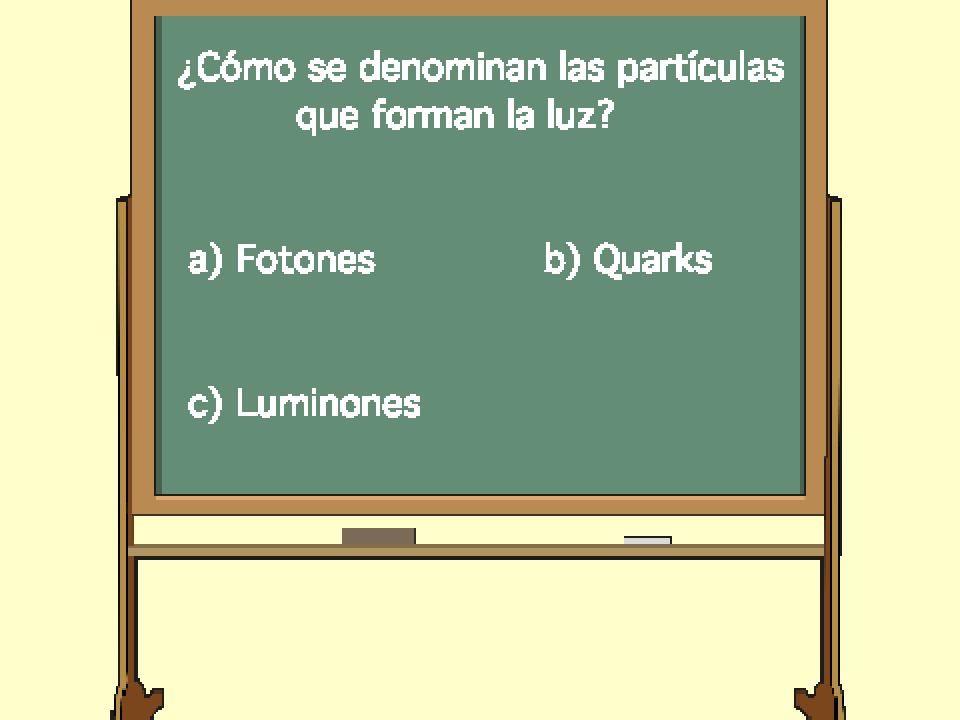 ¿Cómo se denominan las partículas
que forman la luz?
a) Fotones b) Quarks
c) Luminones